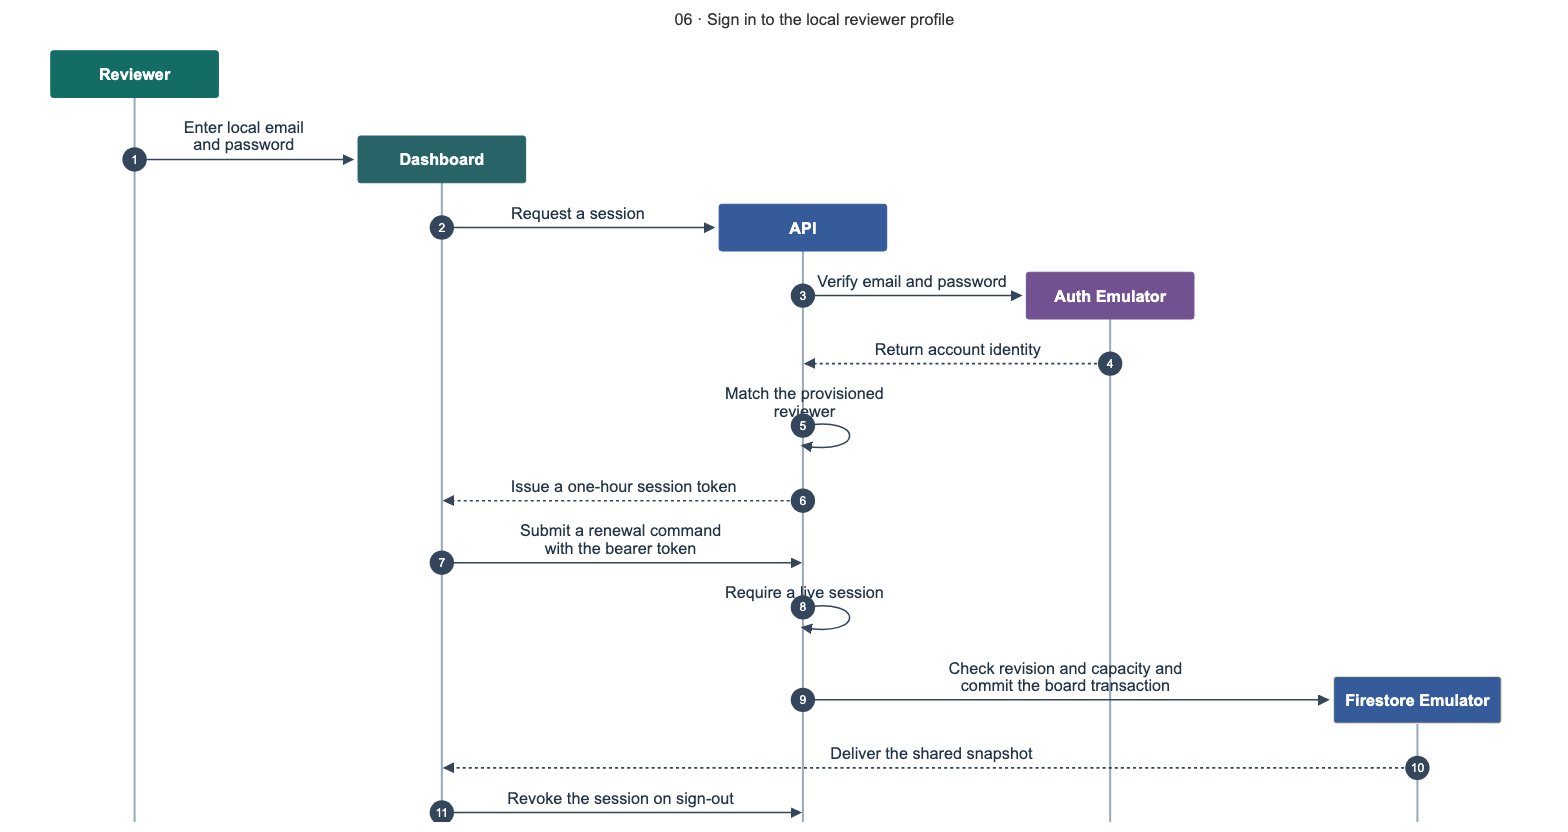 06 · Sign in to the local reviewer profile
Reviewer
Enter local email
and password
1
Dashboard
2
Request a session
API
3
Verify email and password
Auth Emulator
Return account identity
4
Match the provisioned
reviewer
5
Issue a one-hour session token
6
Submit a renewal command
with the bearer token
7
Require a live session
8
Check revision and capacity and
commit the board transaction
9
Firestore Emulator
Deliver the shared snapshot
10
Revoke the session on sign-out
11